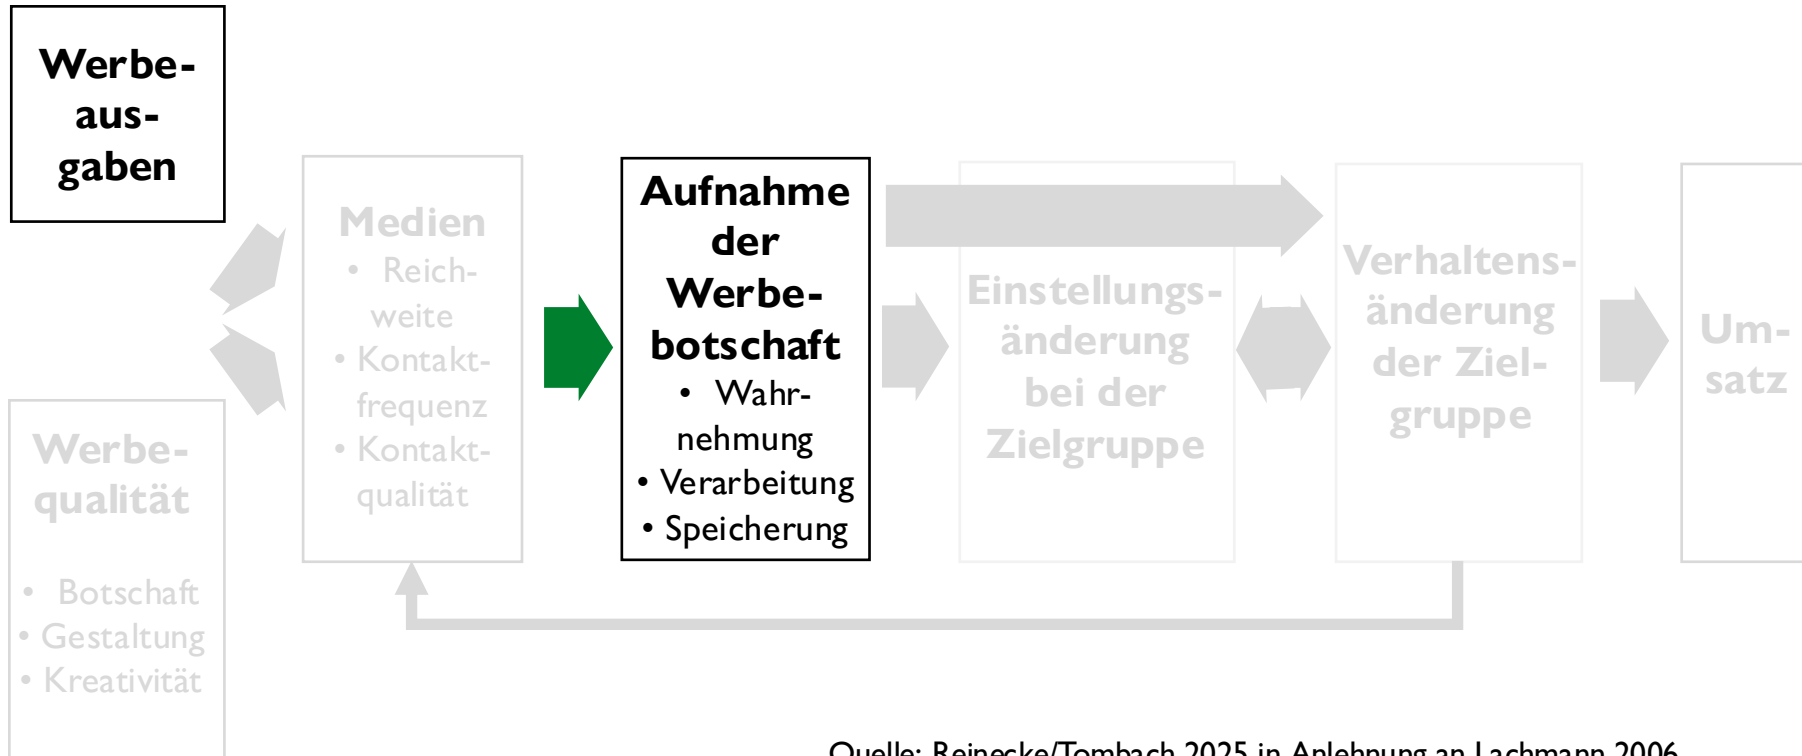 Werbe-
aus-
gaben
Werbe-
qualität
• Botschaft
• Gestaltung
• Kreativität
Medien
• Reich-
weite
• Kontakt-
frequenz
• Kontakt-
qualität
Aufnahme
der
Werbe-
botschaft
• Wahr-
nehmung
• Verarbeitung
• Speicherung
Einstellungs-
änderung
bei der
Zielgruppe
Verhaltens-
änderung
der Ziel-
gruppe
Um-
satz
Quelle: Reinecke/Tombach 2025 in Anlehnung an Lachmann 2006